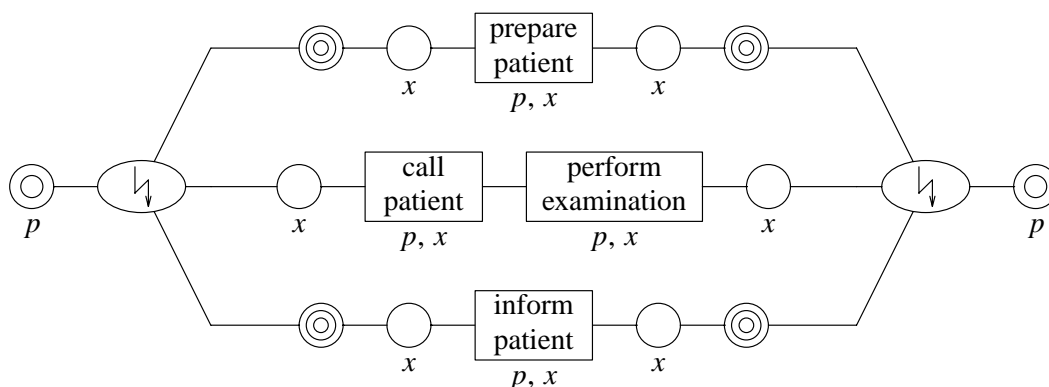 prepare
patient
x
x
p, x
call
patient
perform
examination
p
x
p, x
p, x
x
p
inform
patient
x
x
p, x